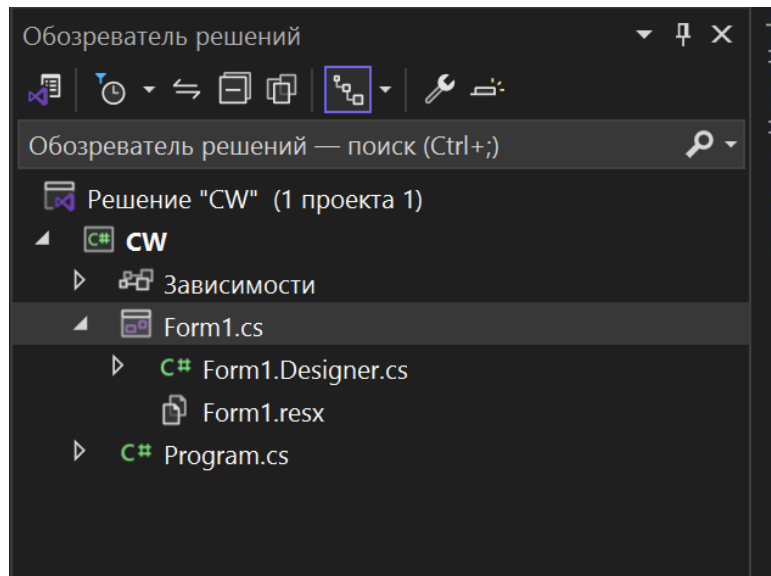 Обозреватель решений
Обозреватель решений — поиск (Ctrl+;)
Решение "CW" (1 проекта 1)
C# CW
Зависимости
Form1.cs
C# Form1.Designer.cs
Form1.resx
C# Program.cs